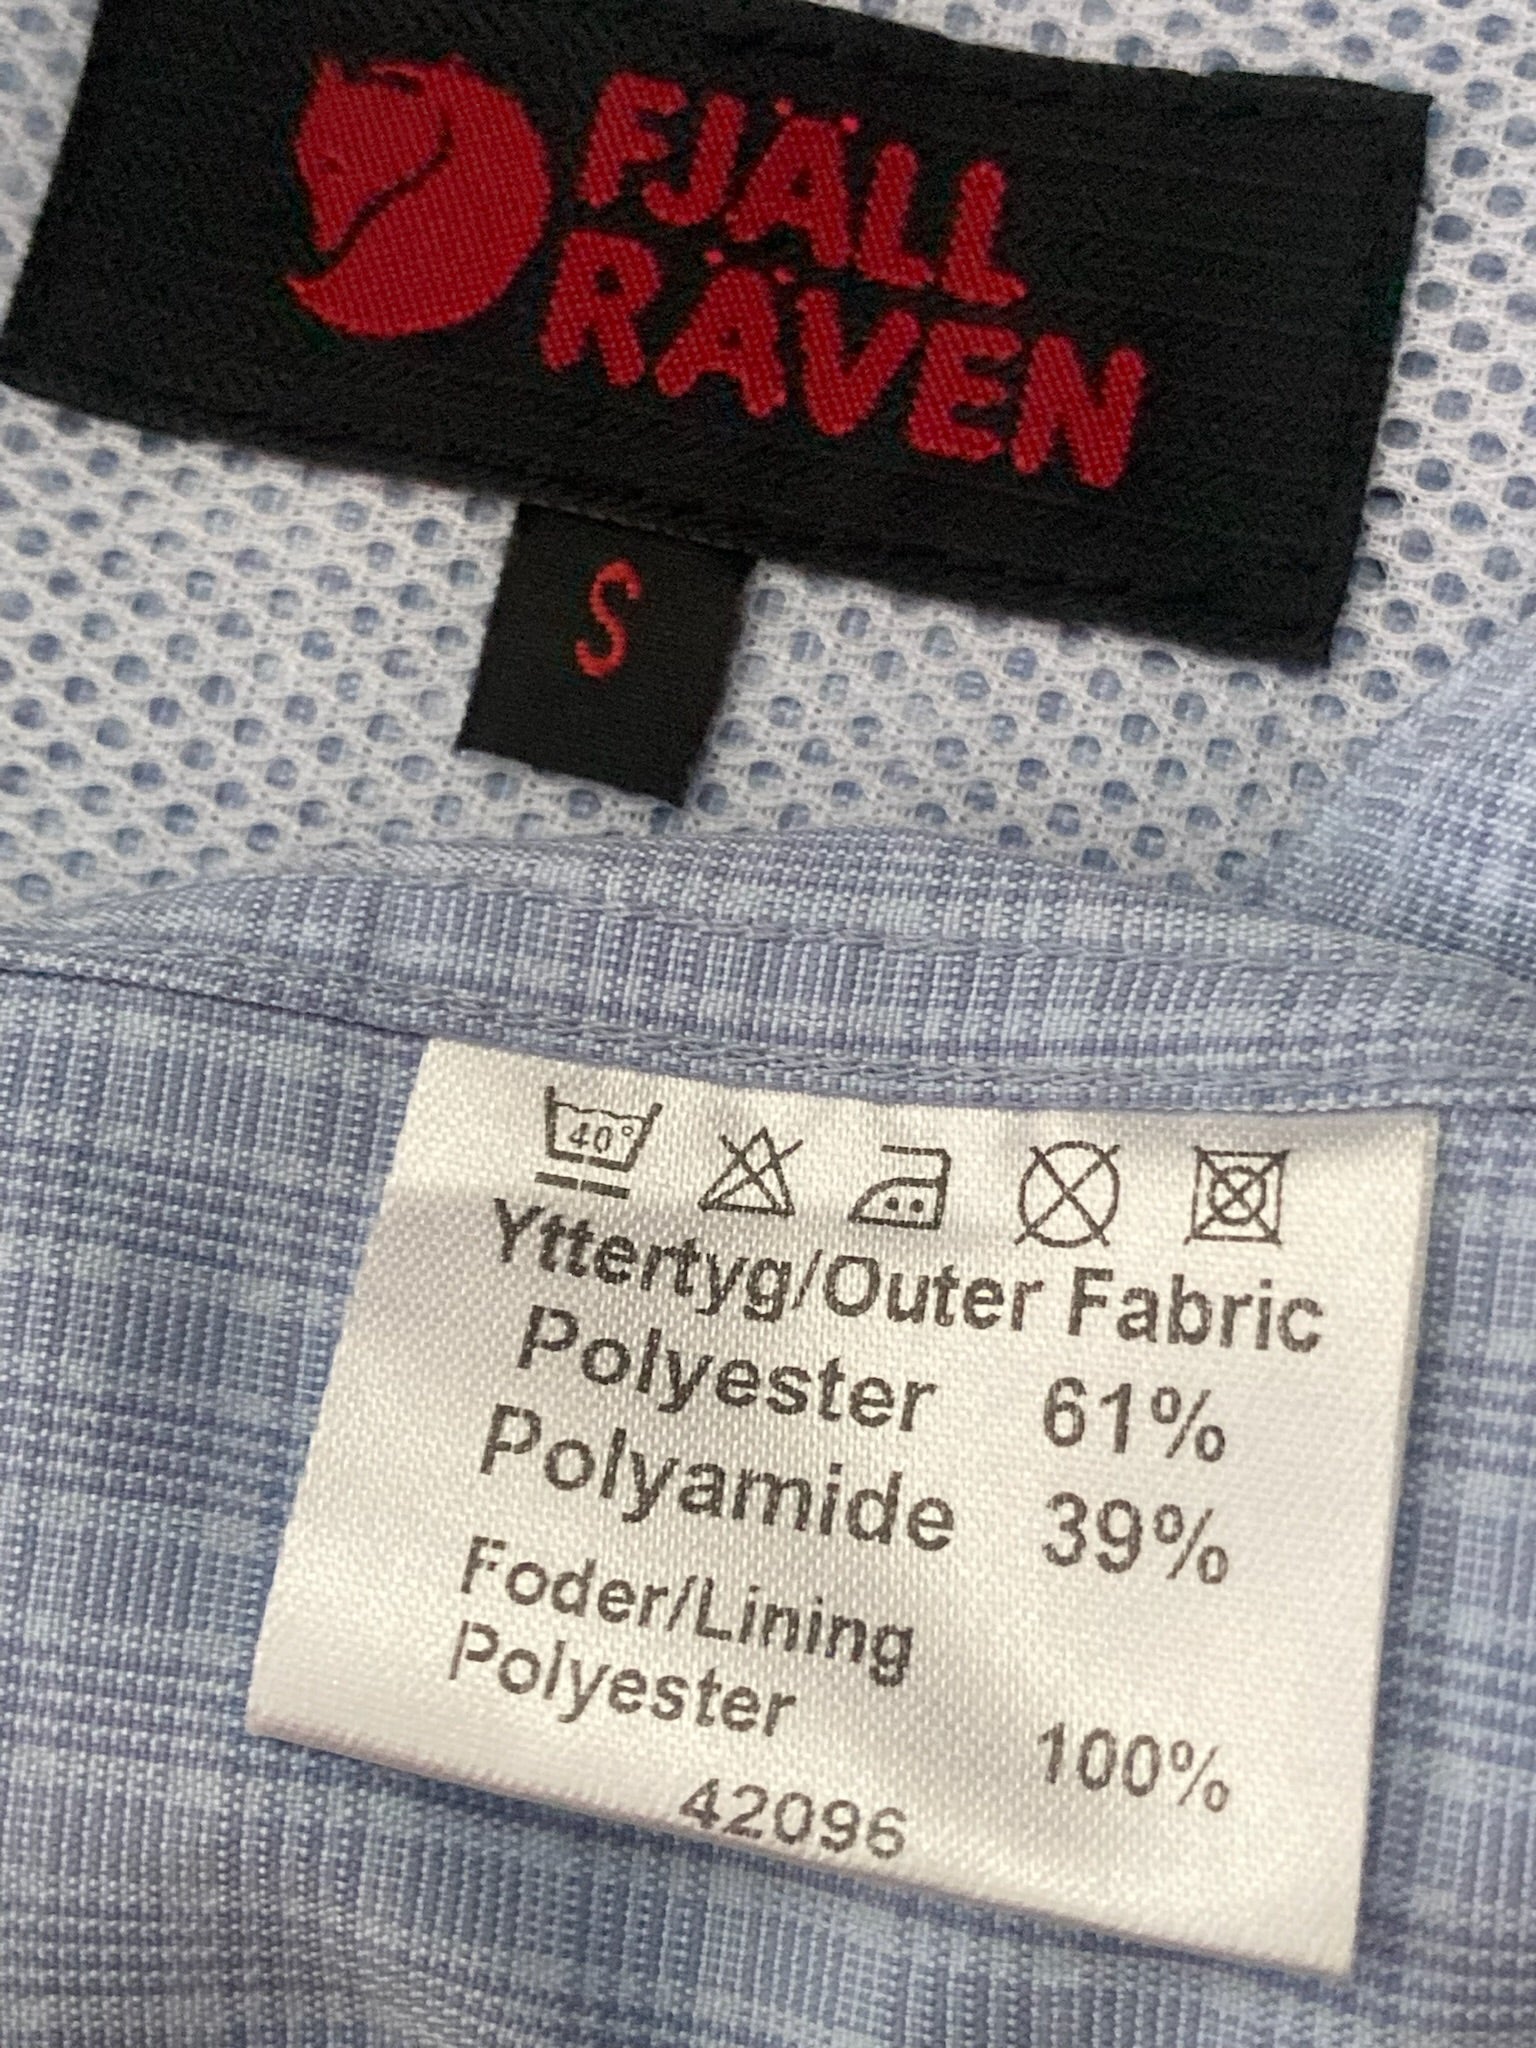 FJÄLL
RÄVEN
S
40°
Yttertyg/Outer Fabric
Polyester 61%
Polyamide 39%
Foder/Lining
Polyester 100%
42096